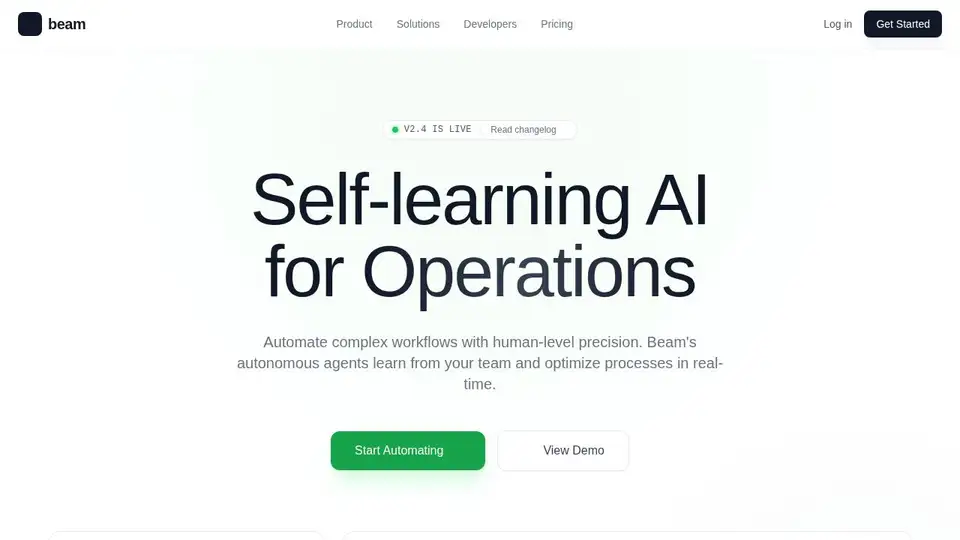 beam
Product
Solutions
Developers
Pricing
Log in
Get Started
V2.4 IS LIVE
Read changelog
Self-learning AI
for Operations
Automate complex workflows with human-level precision. Beam's
autonomous agents learn from your team and optimize processes in real-
time.
Start Automating
View Demo